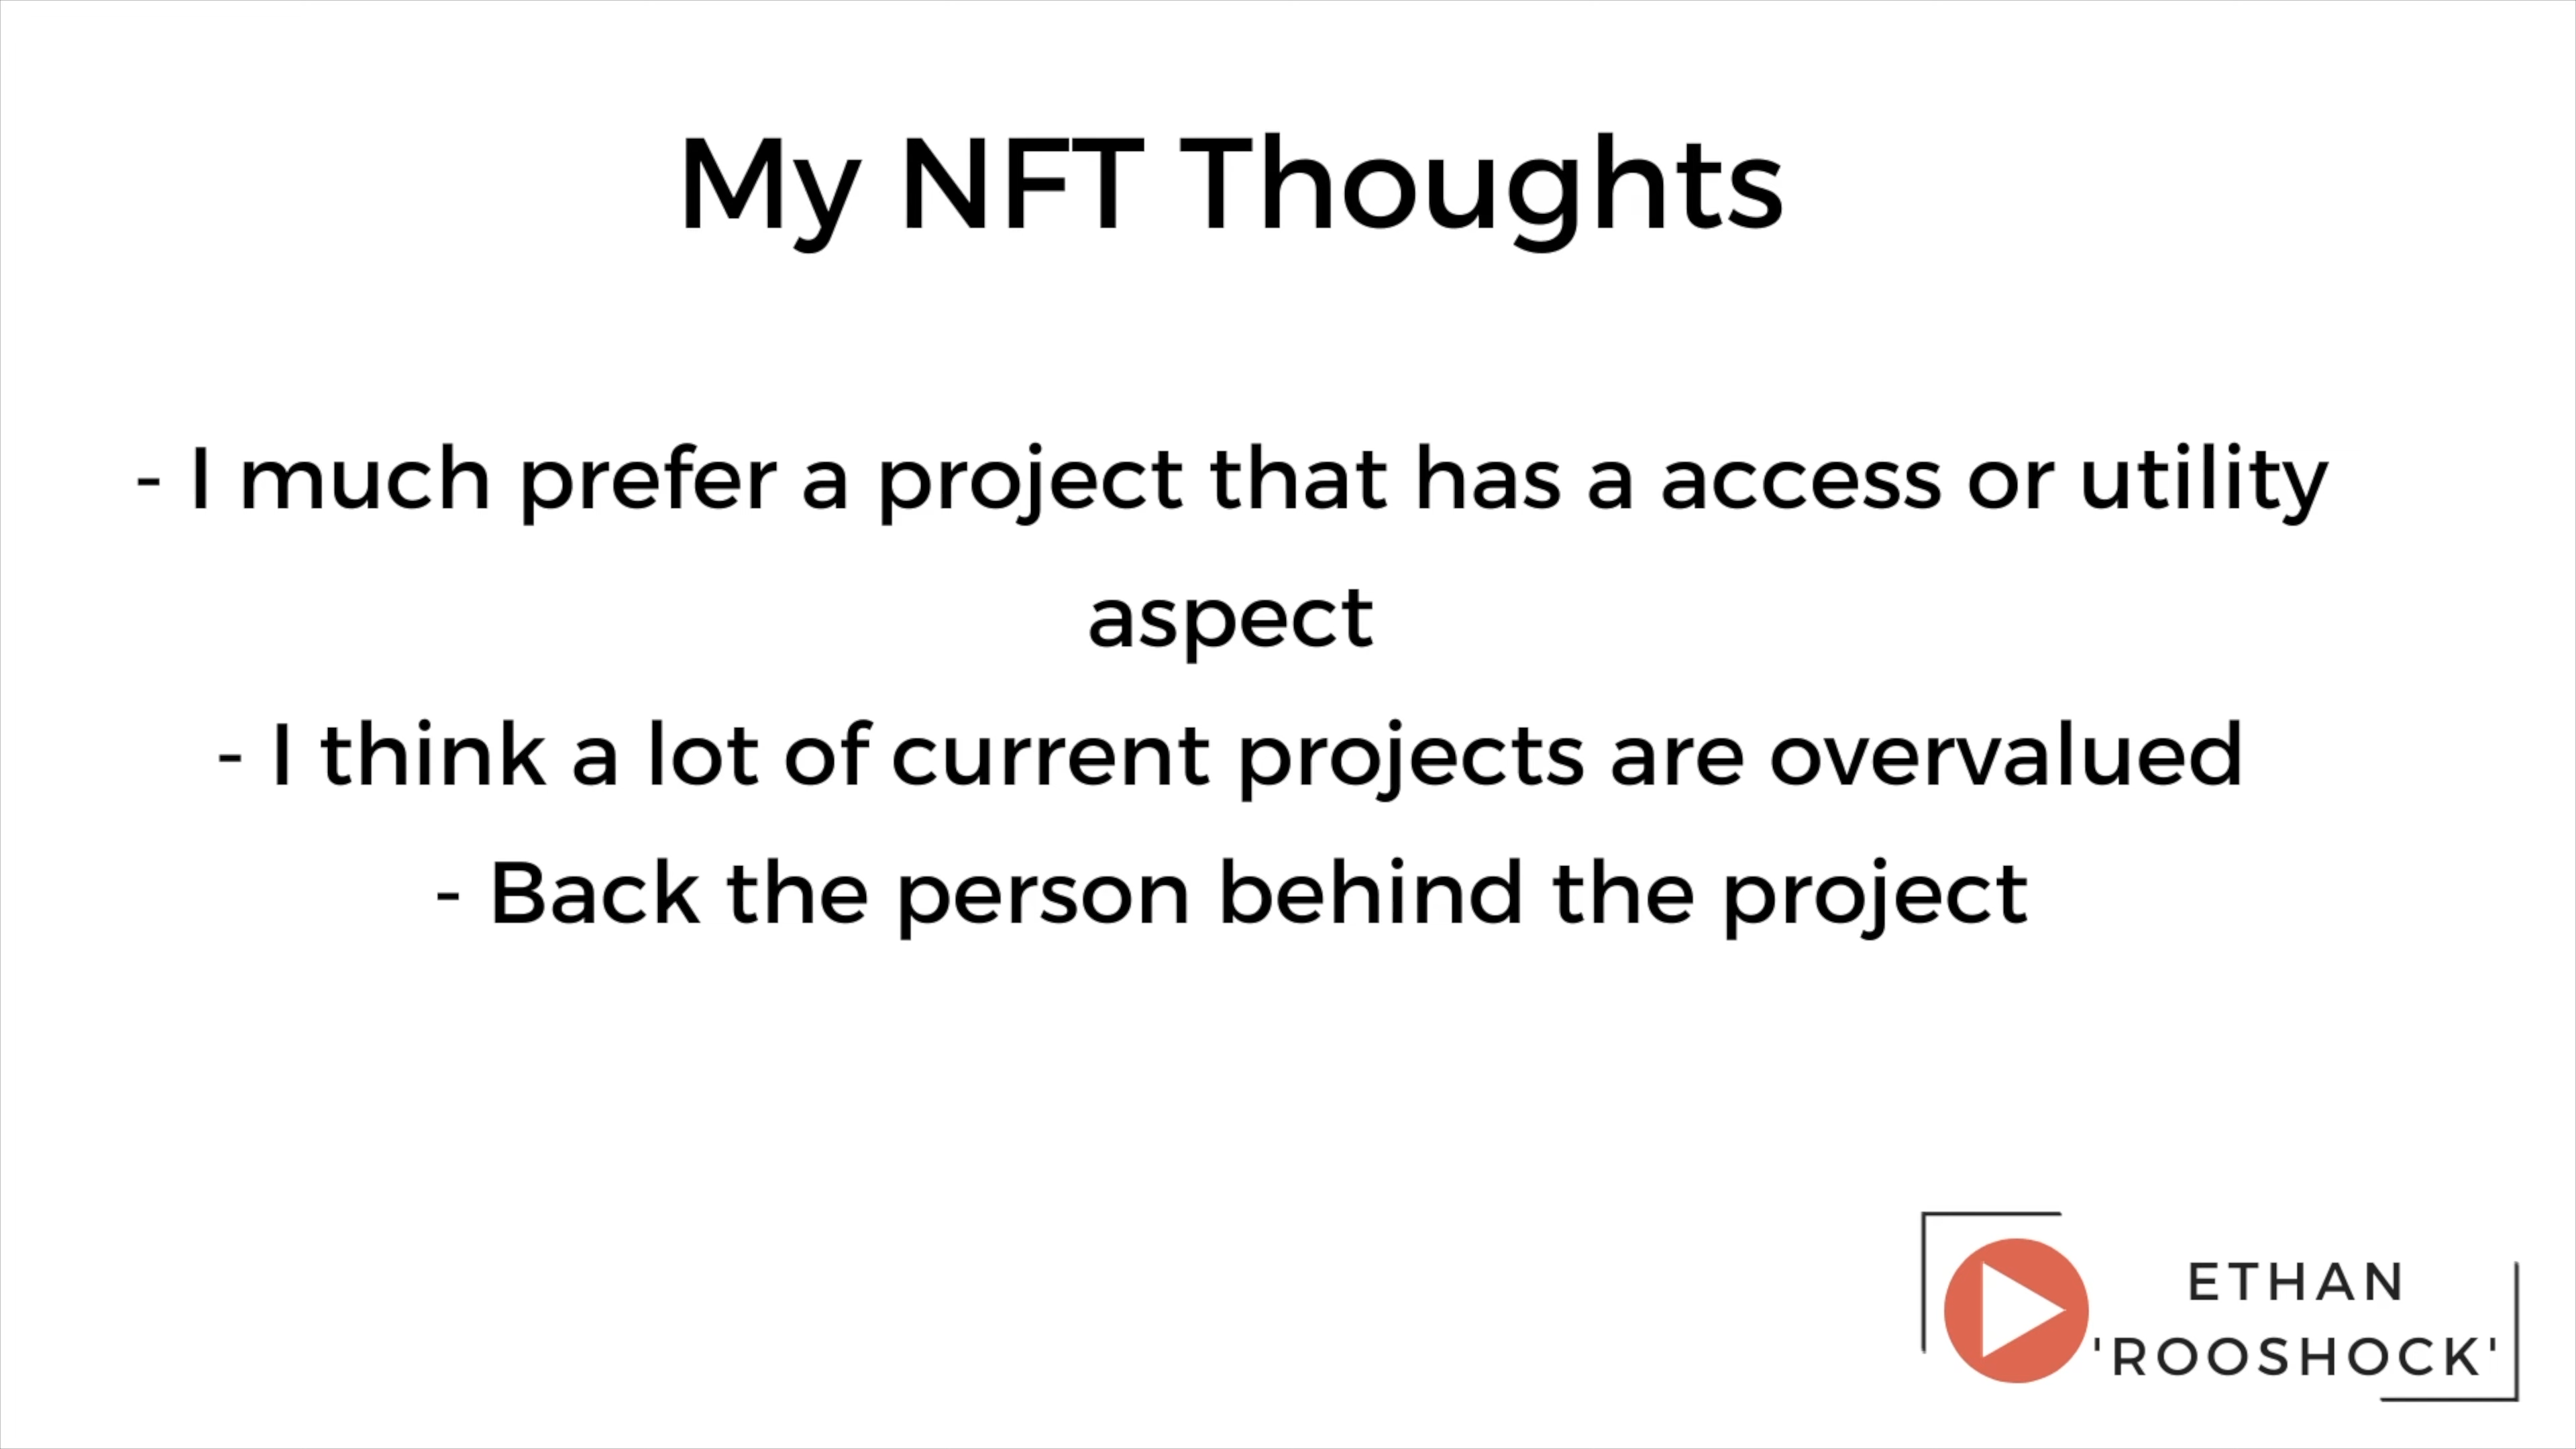 My NFT Thoughts
- I much prefer a project that has a access or utility
aspect
- I think a lot of current projects are overvalued
- Back the person behind the project
ETHAN
'ROOSHOCK'